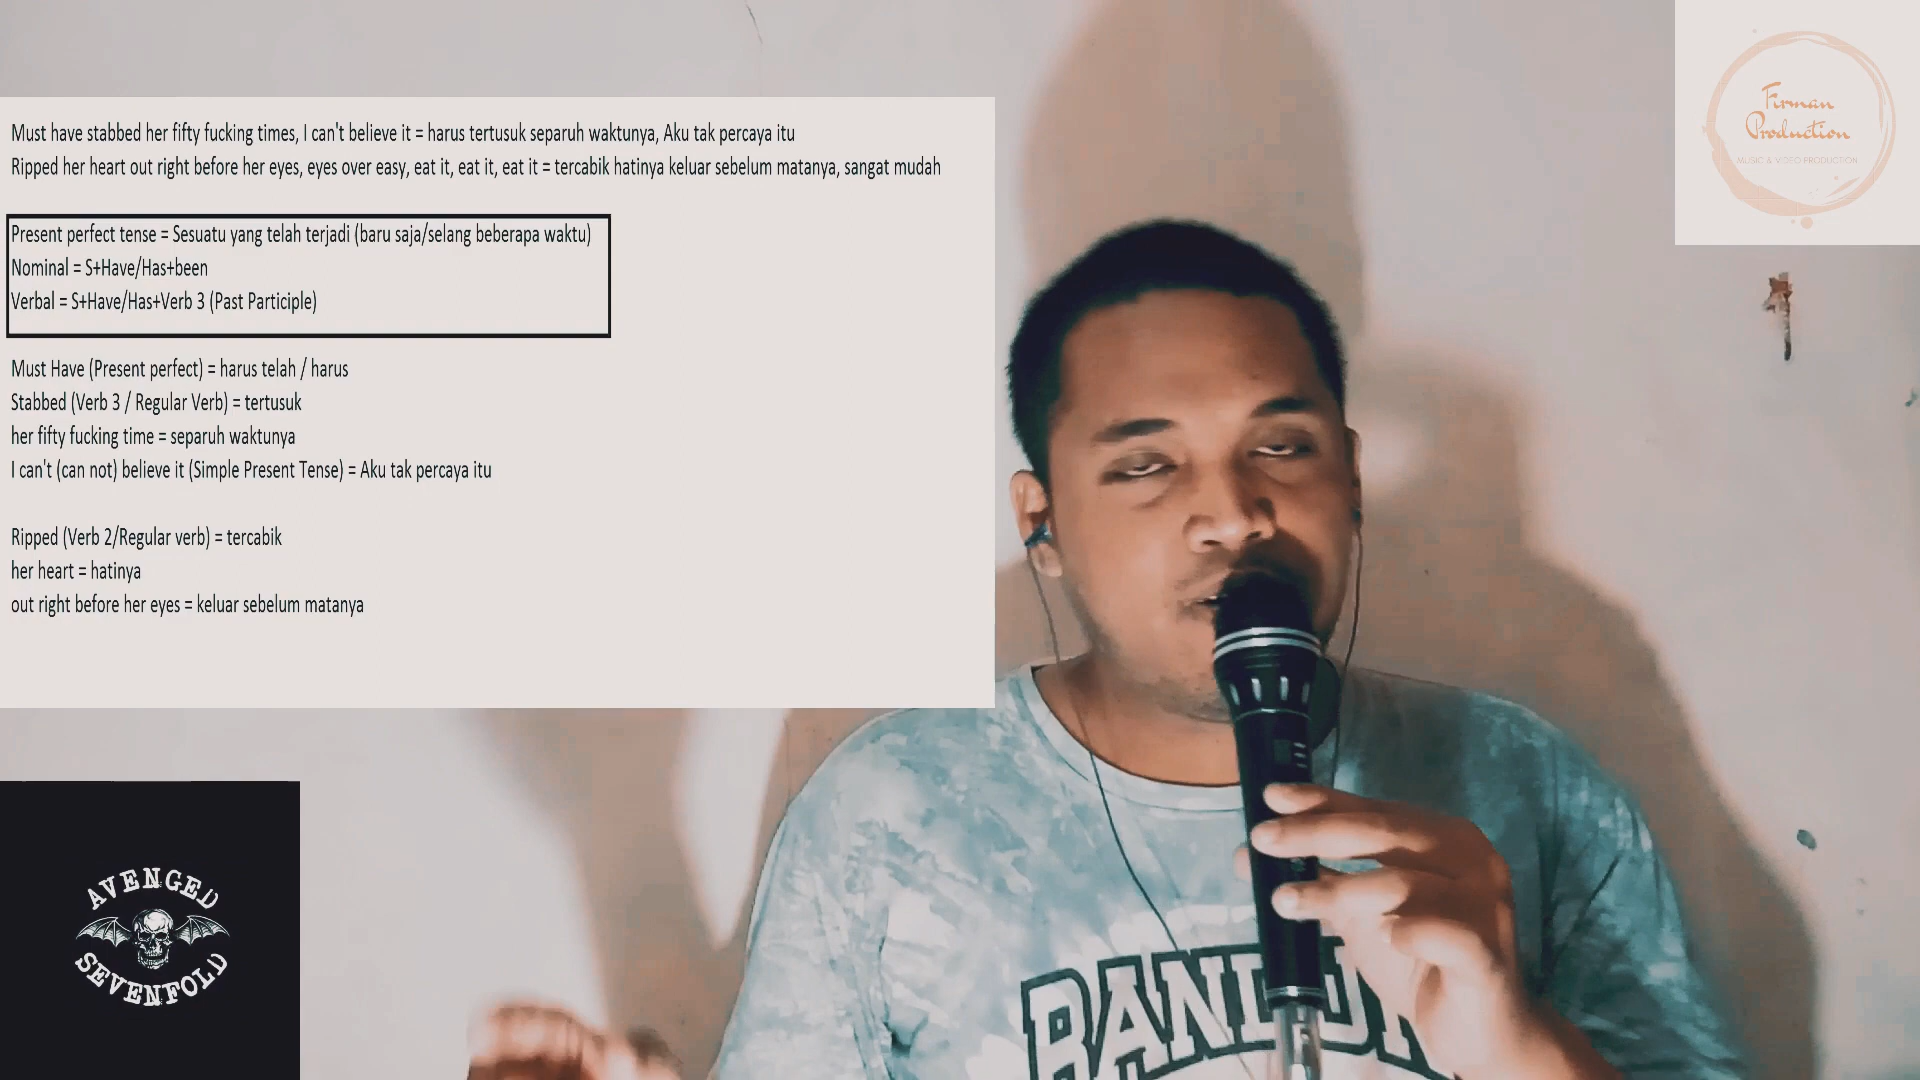 Must have stabbed her fifty fucking times, I can't believe it = harus tertusuk separuh waktunya, Aku tak percaya itu
Ripped her heart out right before her eyes, eyes over easy, eat it, eat it, eat it = tercabik hatinya keluar sebelum matanya, sangat mudah
Present perfect tense = Sesuatu yang telah terjadi (baru saja/selang beberapa waktu)
Nominal = S+Have/Has+been
Verbal = S+Have/Has+Verb 3 (Past Participle)
Must Have (Present perfect) = harus telah / harus
Stabbed (Verb 3 / Regular Verb) = tertusuk
her fifty fucking time = separuh waktunya
I can't (can not) believe it (Simple Present Tense) = Aku tak percaya itu
Ripped (Verb 2/Regular verb) = tercabik
her heart = hatinya
out right before her eyes = keluar sebelum matanya
Firman
Production
MUSIC & VIDEO PRODUCTION
AVENGED
SEVENFOLD